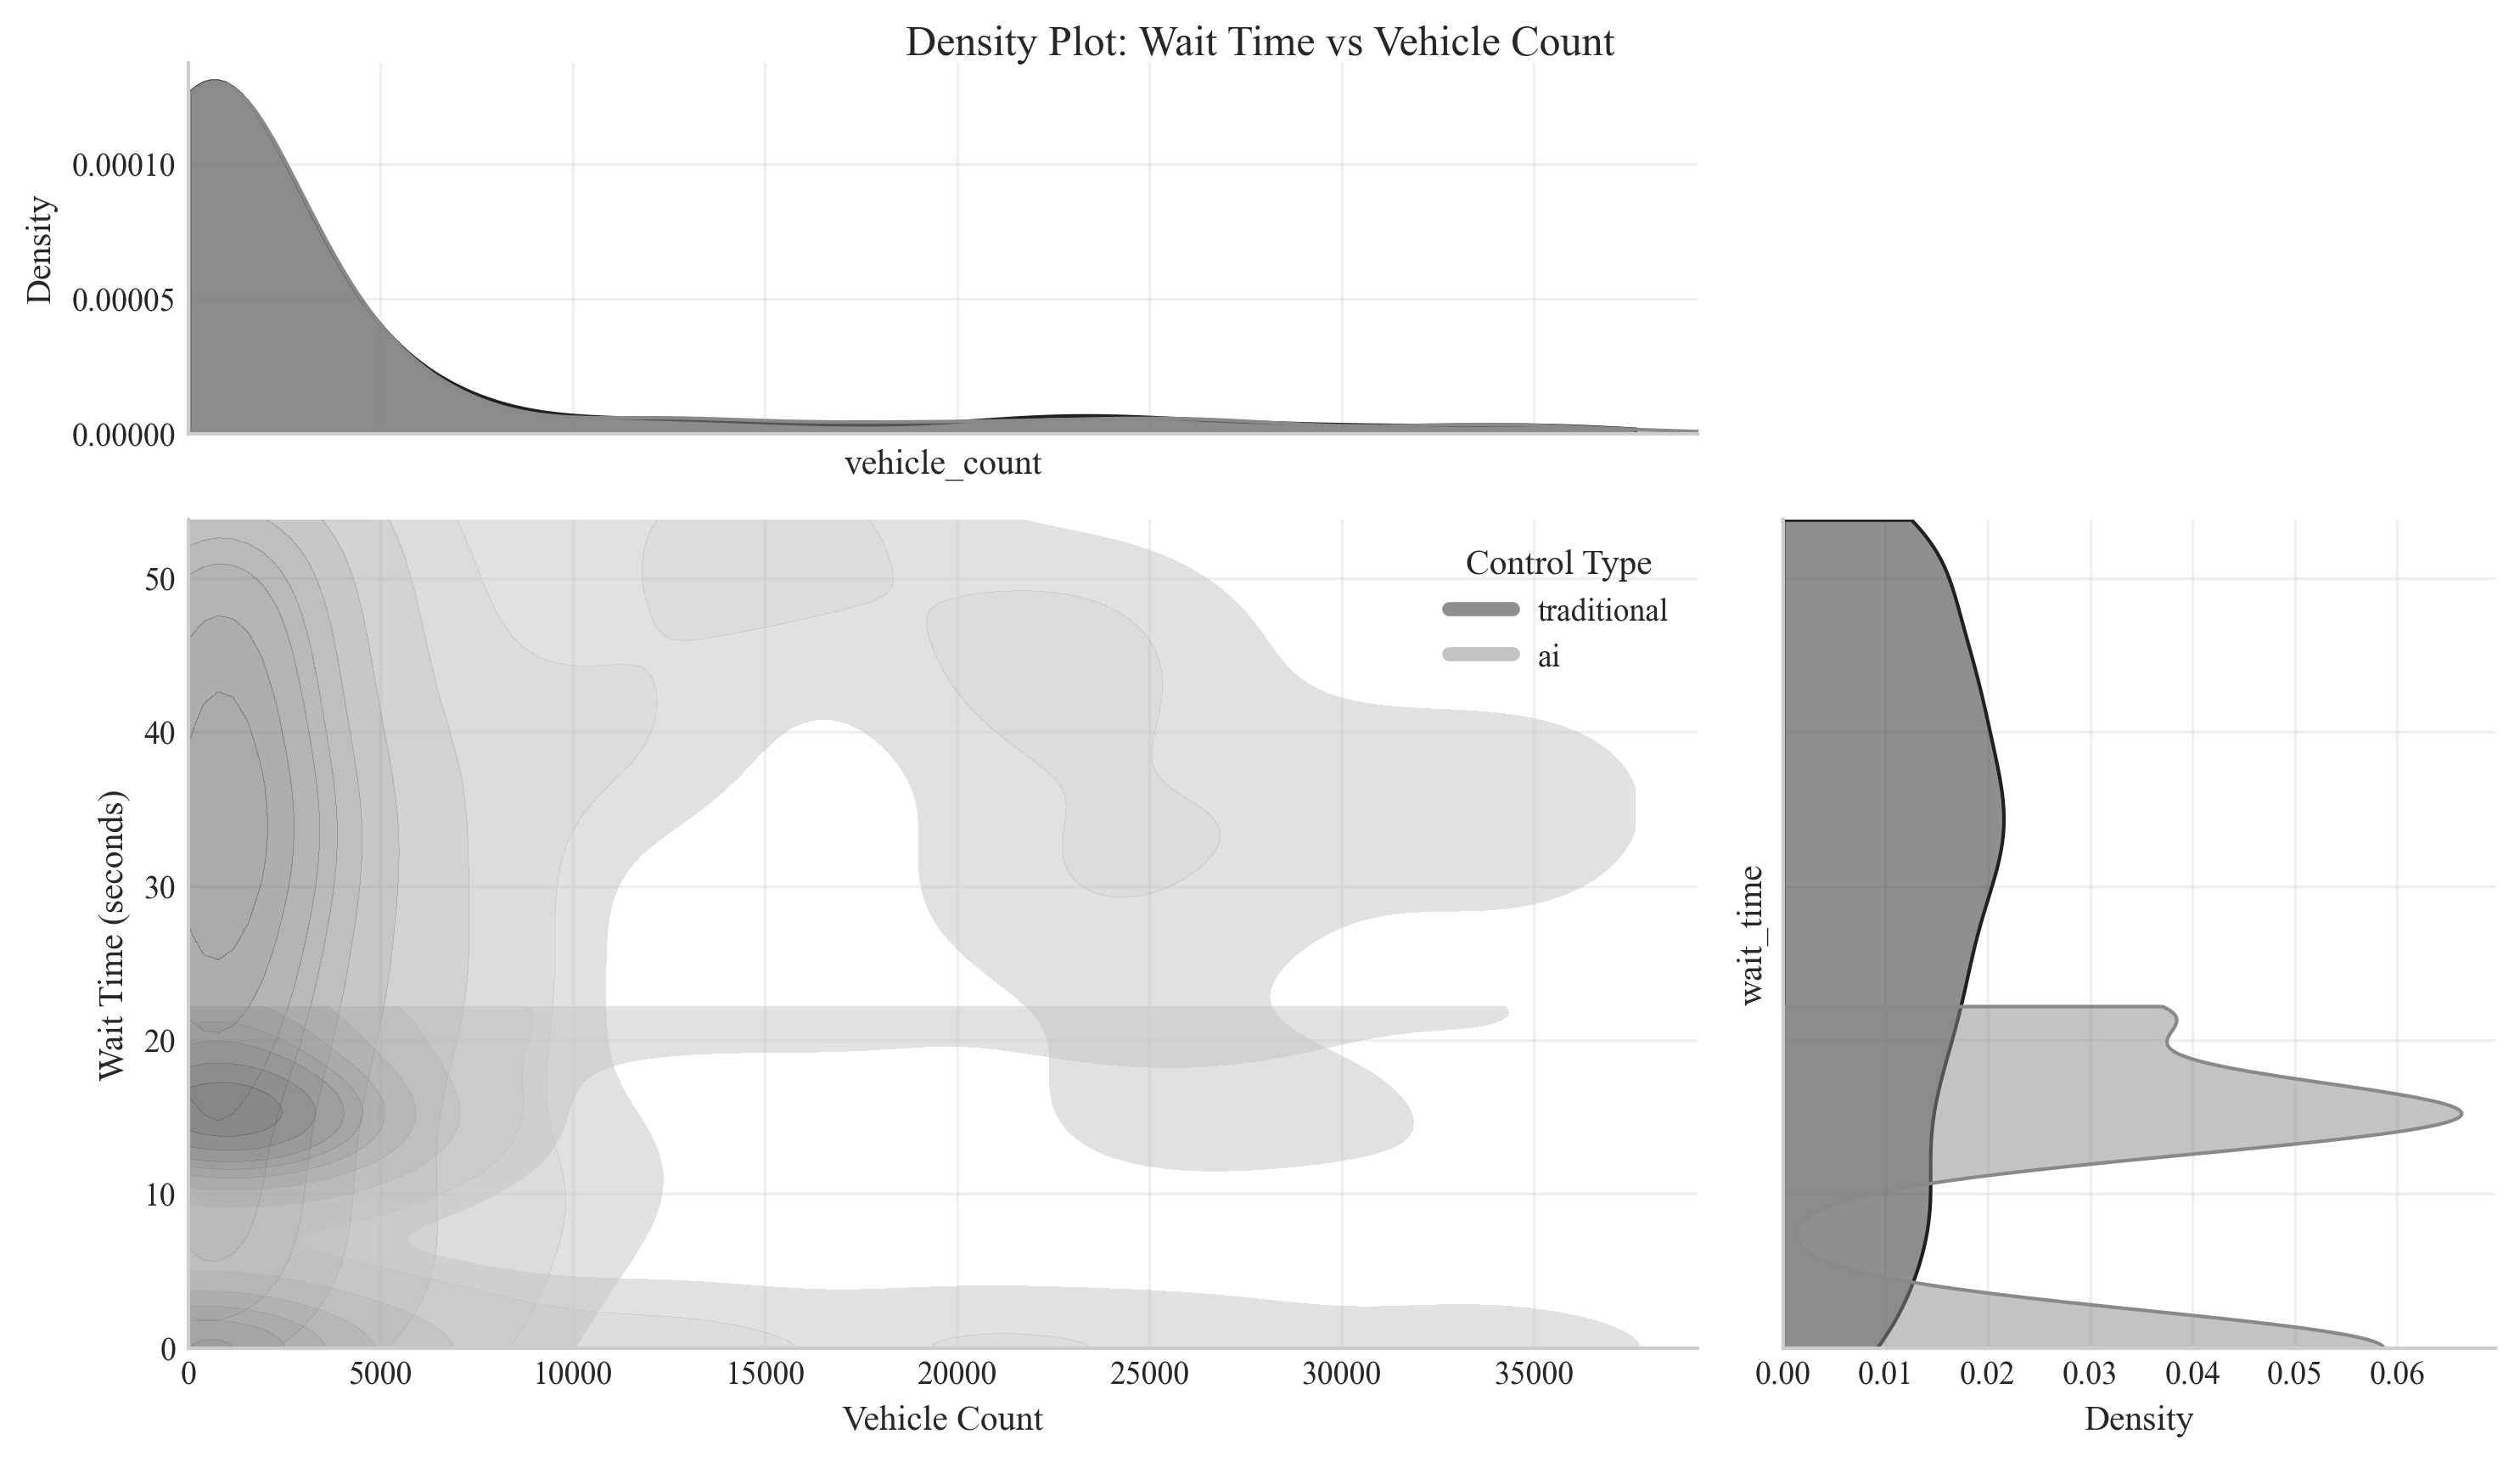 Density Plot: Wait Time vs Vehicle Count
Density
0.00010
0.00005
0.00000
vehicle_count
Wait Time (seconds)
50
40
30
20
10
0
Control Type
traditional
ai
0 5000 10000 15000 20000 25000 30000 35000
Vehicle Count
wait_time
0.00 0.01 0.02 0.03 0.04 0.05 0.06
Density